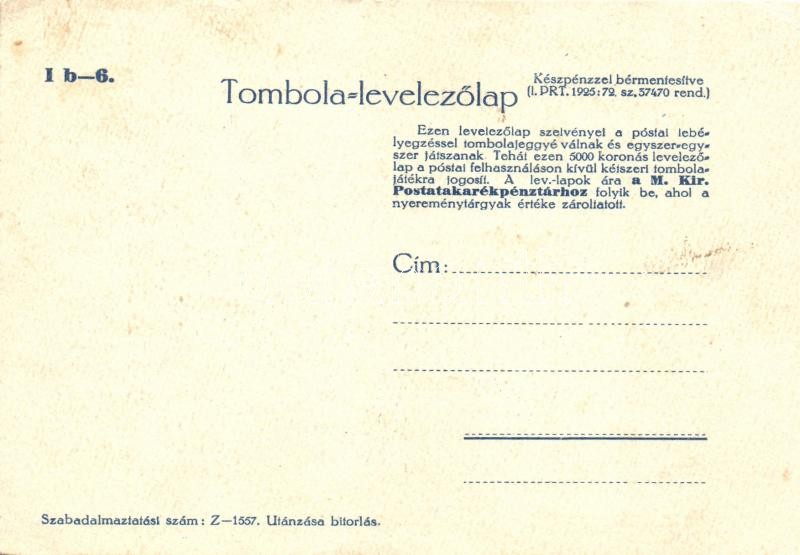 I b—6.
Tombola=levelezőlap
Készpénzzel bérmentesítve
(l. PRT. 1925:72. sz. 57470 rend.)
Ezen levelezőlap szelvényei a póstai lebé=
lyegzéssel tombolajeggyé válnak és egyszer=egy=
szer játszanak. Tehát ezen 5000 koronás levelező=
lap a póstai felhasználáson kívül kétszeri tombola=
játékra jogosít. A lev.-lapok ára a M. Kir.
Postatakarékpénztárhoz folyik be, ahol a
nyereménytárgyak értéke zároltatott.
Cím:
Szabadalmaztatási szám: Z—1557. Utánzása bitorlás.